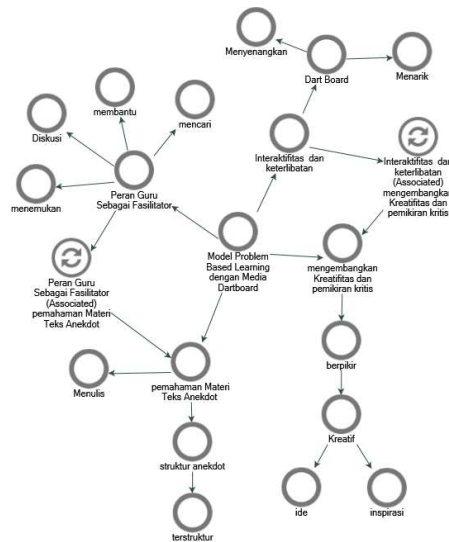 Menyenangkan
Dart Board
Menarik
membantu
mencari
Diskusi
menemukan
Peran Guru
Sebagai Fasilitator
Interaktifitas dan
keterlibatan
Interaktifitas dan
keterlibatan
(Associated)
mengembangkan
Kreatifitas dan
pemikiran kritis
Peran Guru
Sebagai Fasilitator
(Associated)
pemahaman Materi
Teks Anekdot
Model Problem
Based Learning
dengan Media
Dartboard
mengembangkan
Kreatifitas dan
pemikiran kritis
Menulis
pemahaman Materi
Teks Anekdot
berpikir
struktur anekdot
Kreatif
terstruktur
ide
inspirasi